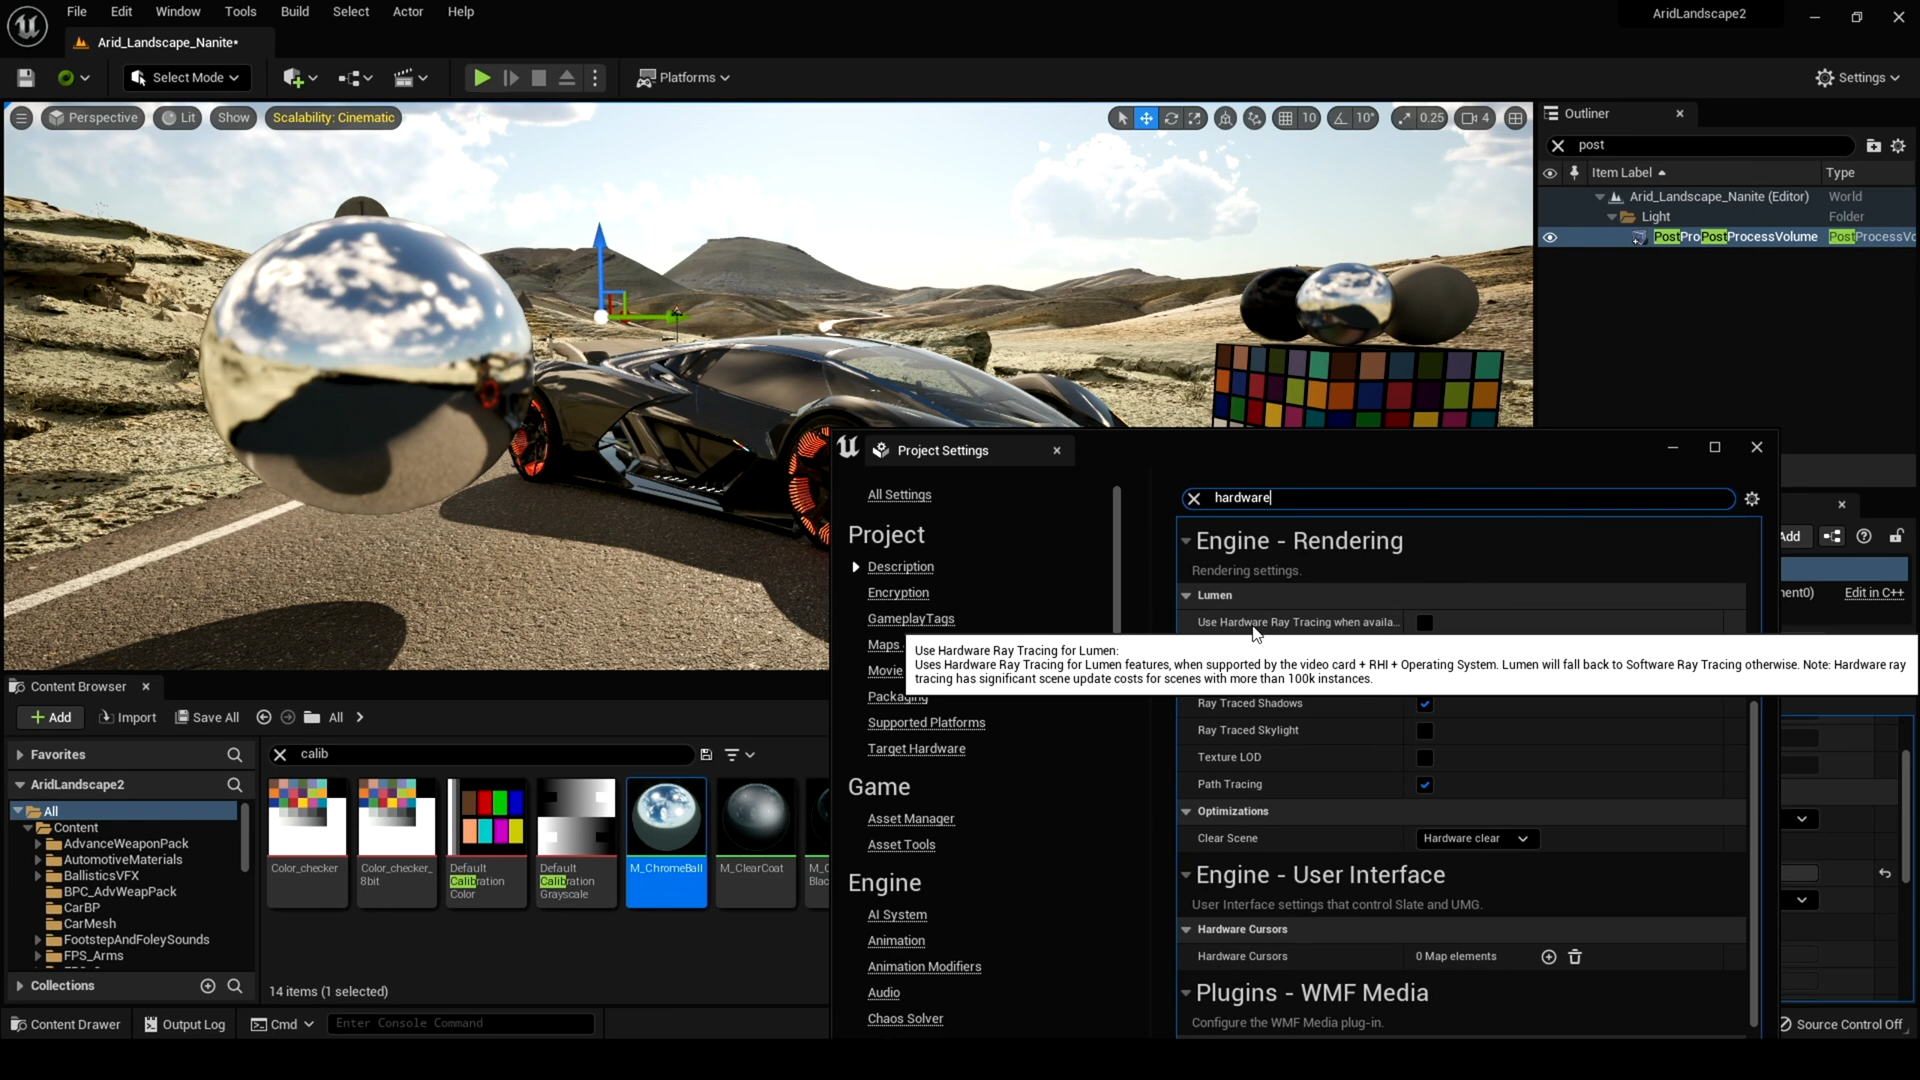 File Edit Window Tools Build Select Actor Help
AridLandscape2
Arid_Landscape_Nanite*
Select Mode
Platforms
Settings
Perspective Lit Show Scalability: Cinematic
10 10° 0.25 4
Outliner
post
Item Label Type
Arid_Landscape_Nanite (Editor) World
Light Folder
PostProPostProcessVolume PostProcessVo
1
Project Settings
All Settings
Project
Description
Encryption
GameplayTags
Maps
Movie
Packaging
Supported Platforms
Target Hardware
Game
Asset Manager
Asset Tools
Engine
AI System
Animation
Animation Modifiers
Audio
Chaos Solver
hardware
Engine - Rendering
Rendering settings.
Lumen
Use Hardware Ray Tracing when availa...
Use Hardware Ray Tracing for Lumen:
Uses Hardware Ray Tracing for Lumen features, when supported by the video card + RHI + Operating System. Lumen will fall back to Software Ray Tracing otherwise. Note: Hardware ray
tracing has significant scene update costs for scenes with more than 100k instances.
Ray Traced Shadows
Ray Traced Skylight
Texture LOD
Path Tracing
Optimizations
Clear Scene Hardware clear
Engine - User Interface
User Interface settings that control Slate and UMG.
Hardware Cursors
Hardware Cursors 0 Map elements
Plugins - WMF Media
Configure the WMF Media plug-in.
Add
nent0) Edit in C++
Content Browser
Add Import Save All All
Favorites
AridLandscape2
All
Content
AdvanceWeaponPack
AutomotiveMaterials
BallisticsVFX
BPC_AdvWeapPack
CarBP
CarMesh
FootstepAndFoleySounds
FPS_Arms
Collections
calib
Color_checker
Color_checker_
8bit
Default
Calibration
Color
Default
Calibration
Grayscale
M_ChromeBall
M_ClearCoat
M_C
Blac
14 items (1 selected)
Content Drawer Output Log Cmd Enter Console Command
Source Control Off